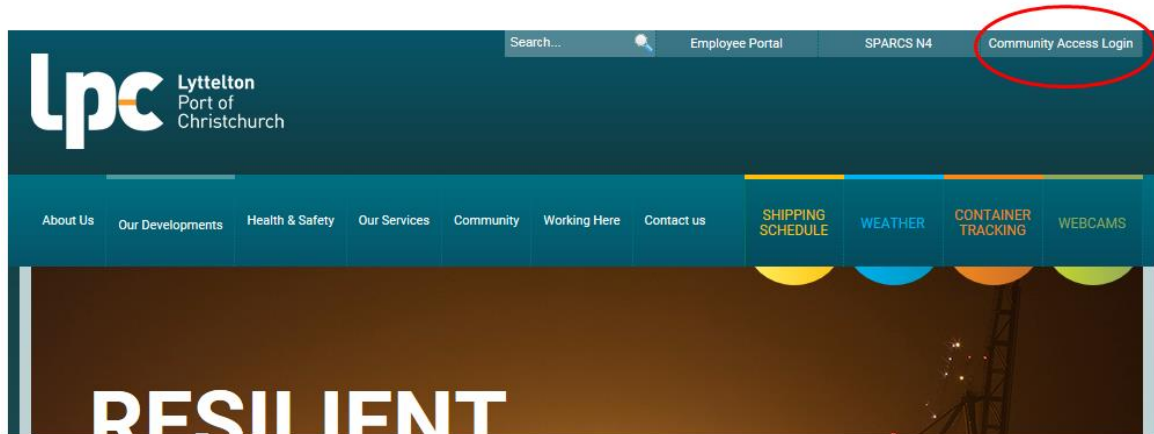 Search...
Employee Portal
SPARCS N4
Community Access Login
lpc
Lyttelton
Port of
Christchurch
About Us
Our Developments
Health & Safety
Our Services
Community
Working Here
Contact us
SHIPPING
SCHEDULE
WEATHER
CONTAINER
TRACKING
WEBCAMS
RESILIENT